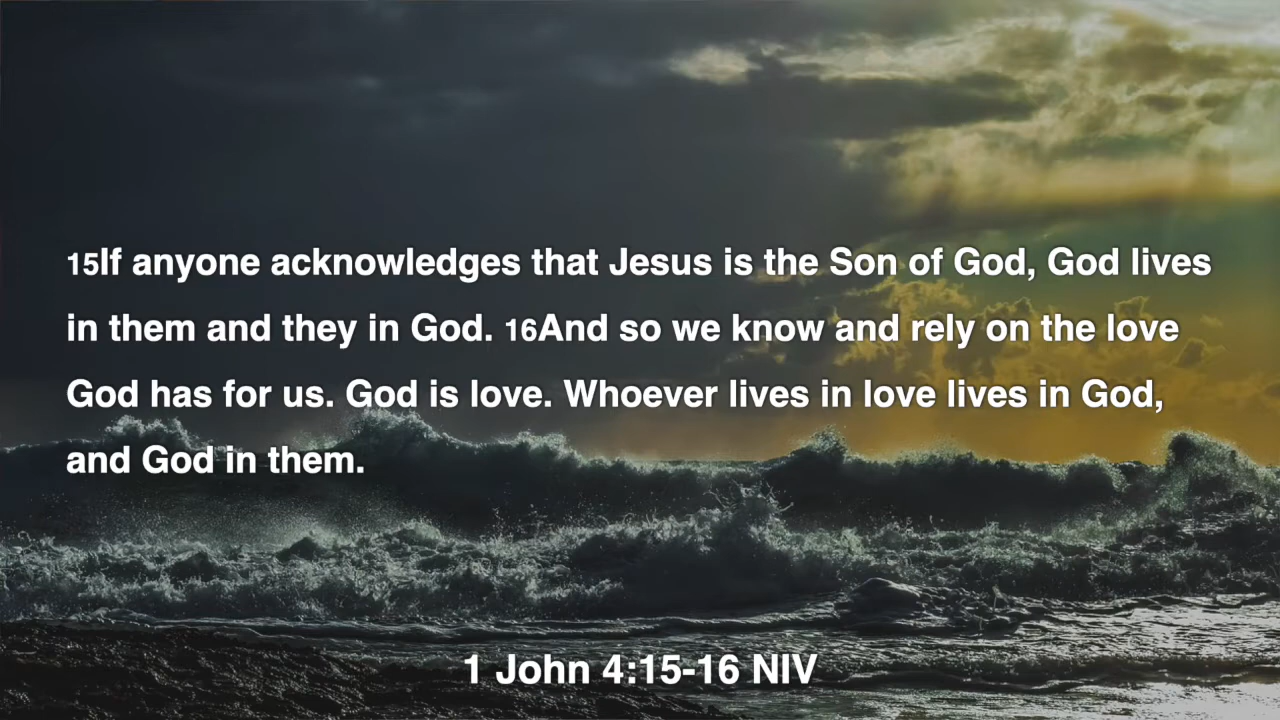 15If anyone acknowledges that Jesus is the Son of God, God lives
in them and they in God. 16And so we know and rely on the love
God has for us. God is love. Whoever lives in love lives in God,
and God in them.
1 John 4:15-16 NIV